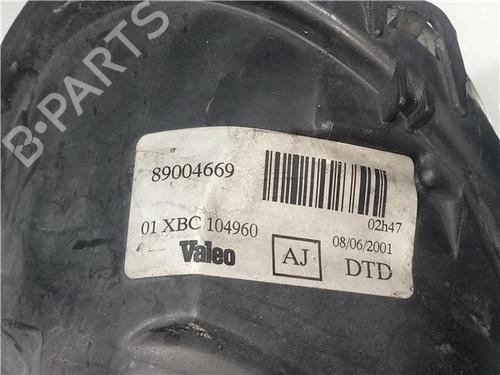 B·PARTS
89004669
02h47
01 XBC 104960
08/06/2001
Valeo
AJ
DTD